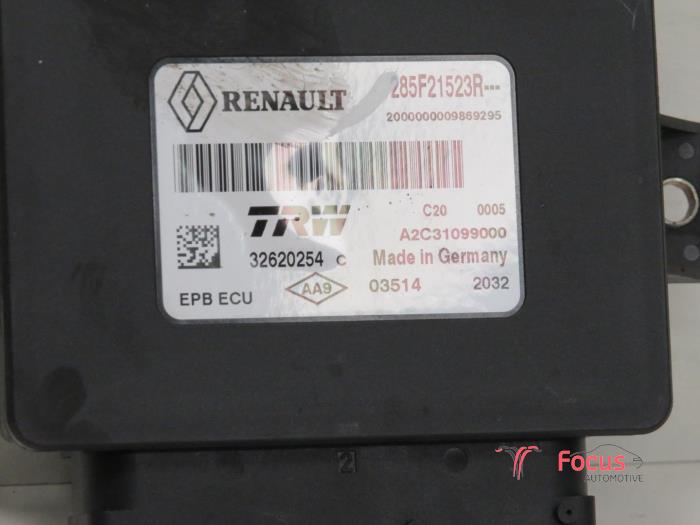 RENAULT
285F21523R---
2000000009869295
TRW
C20 0005
A2C31099000
32620254 C
Made in Germany
EPB ECU
AA9
03514
2032
2
Focus
AUTOMOTIVE